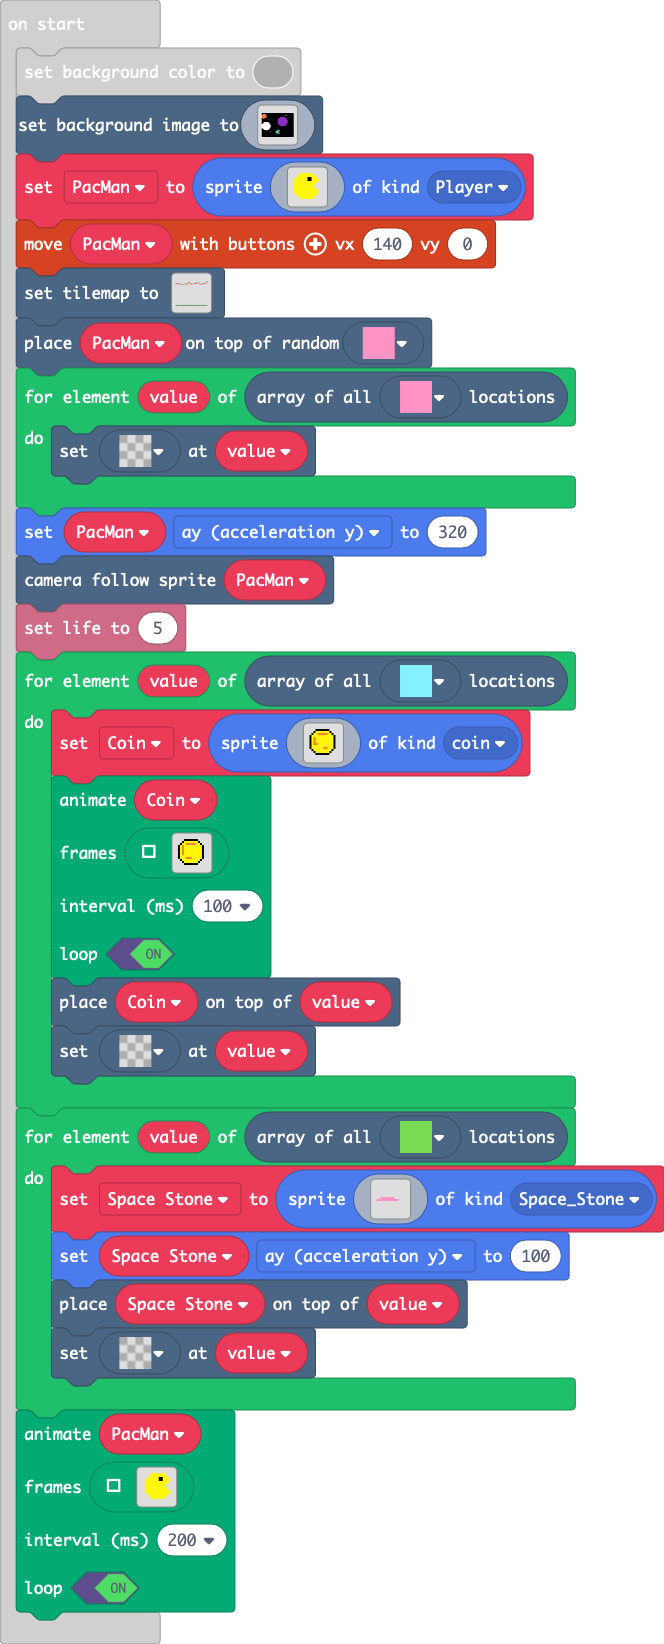 on start
set background color to
set background image to
set PacMan to sprite of kind Player
move PacMan with buttons vx 140 vy 0
set tilemap to
place PacMan on top of random
for element value of array of all locations
do set at value
set PacMan ay (acceleration y) to 320
camera follow sprite PacMan
set life to 5
for element value of array of all locations
do
set Coin to sprite of kind coin
animate Coin
frames
interval (ms) 100
loop ON
place Coin on top of value
set at value
for element value of array of all locations
do
set Space Stone to sprite of kind Space_Stone
set Space Stone ay (acceleration y) to 100
place Space Stone on top of value
set at value
animate PacMan
frames
interval (ms) 200
loop ON